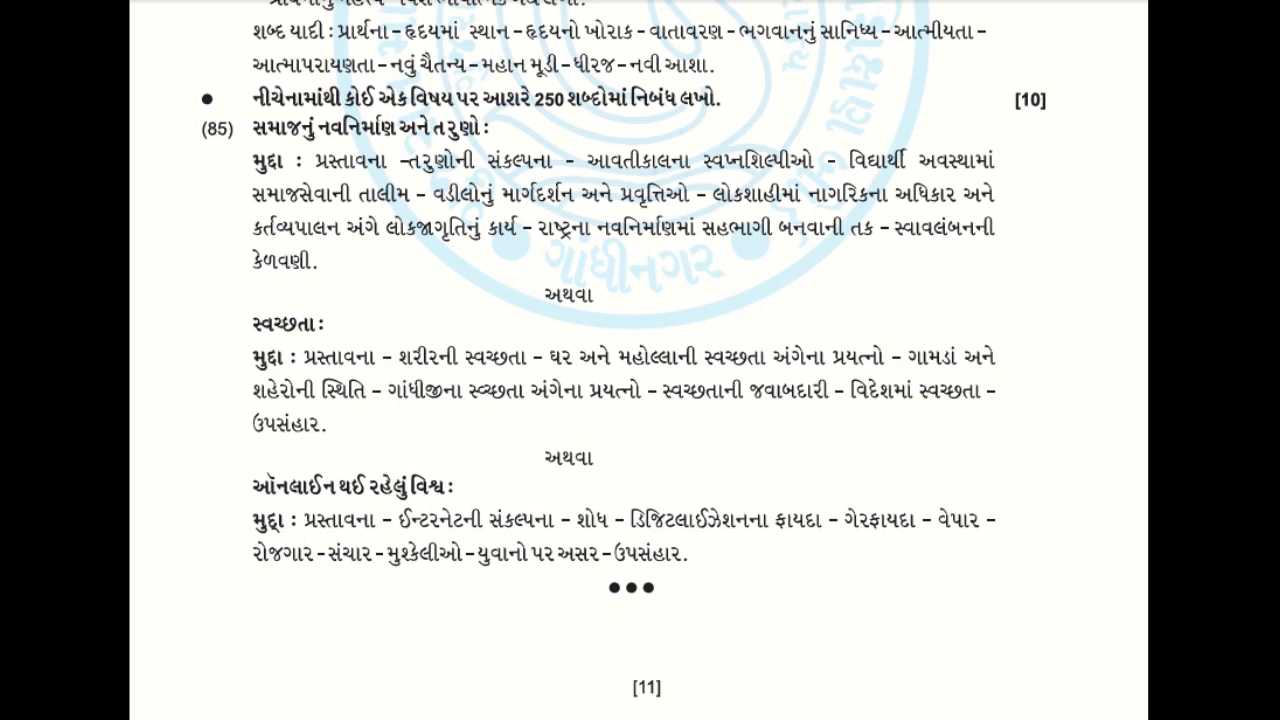 શબ્દ યાદી : પ્રાર્થના – હૃદયમાં સ્થાન – હૃદયનો ખોરાક – વાતાવરણ – ભગવાનનું સાનિધ્ય – આત્મીયતા –
આત્માપરાયણતા – નવું ચૈતન્ય – મહાન મૂડી – ધીરજ – નવી આશા.
● નીચેનામાંથી કોઈ એક વિષય પર આશરે 250 શબ્દોમાં નિબંધ લખો. [10]
(85) સમાજનું નવનિર્માણ અને તરુણો :
મુદ્દા : પ્રસ્તાવના –તરુણોની સંકલ્પના – આવતીકાલના સ્વપ્નશિલ્પીઓ – વિદ્યાર્થી અવસ્થામાં
સમાજસેવાની તાલીમ – વડીલોનું માર્ગદર્શન અને પ્રવૃત્તિઓ – લોકશાહીમાં નાગરિકના અધિકાર અને
કર્તવ્યપાલન અંગે લોકજાગૃતિનું કાર્ય – રાષ્ટ્રના નવનિર્માણમાં સહભાગી બનવાની તક – સ્વાવલંબનની
કેળવણી.
ગાંધીનગર
અથવા
સ્વચ્છતા :
મુદ્દા : પ્રસ્તાવના – શરીરની સ્વચ્છતા – ઘર અને મહોલ્લાની સ્વચ્છતા અંગેના પ્રયત્નો – ગામડાં અને
શહેરોની સ્થિતિ – ગાંધીજીના સ્વ્છતા અંગેના પ્રયત્નો – સ્વચ્છતાની જવાબદારી – વિદેશમાં સ્વચ્છતા –
ઉપસંહાર.
અથવા
ઑનલાઈન થઈ રહેલું વિશ્વ :
મુદ્દા : પ્રસ્તાવના – ઈન્ટરનેટની સંકલ્પના – શોધ – ડિજિટલાઈઝેશનના ફાયદા – ગેરફાયદા – વેપાર –
રોજગાર – સંચાર – મુશ્કેલીઓ – યુવાનો પર અસર – ઉપસંહાર.
●●●
[11]